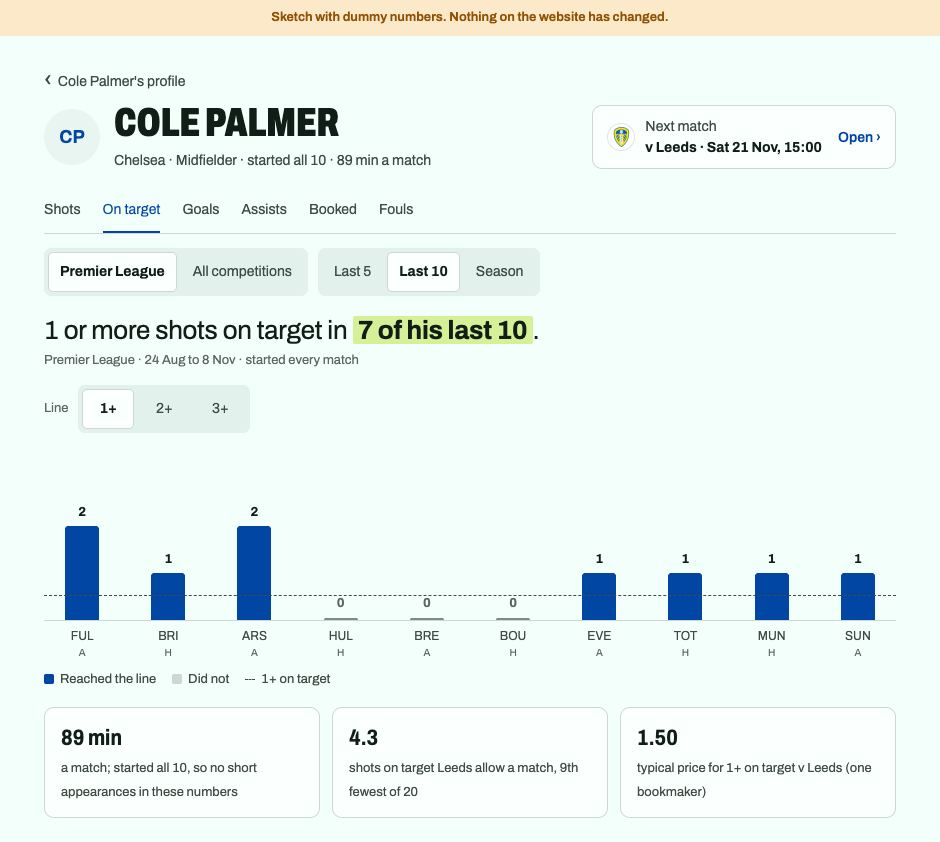 Sketch with dummy numbers. Nothing on the website has changed.
‹ Cole Palmer's profile
CP
COLE PALMER
Chelsea · Midfielder · started all 10 · 89 min a match
Next match
v Leeds · Sat 21 Nov, 15:00
Open ›
Shots On target Goals Assists Booked Fouls
Premier League All competitions Last 5 Last 10 Season
1 or more shots on target in 7 of his last 10.
Premier League · 24 Aug to 8 Nov · started every match
Line 1+ 2+ 3+
2 1 2 0 0 0 1 1 1 1
FUL BRI ARS HUL BRE BOU EVE TOT MUN SUN
A H A H A H A H H A
Reached the line Did not 1+ on target
89 min
a match; started all 10, so no short
appearances in these numbers
4.3
shots on target Leeds allow a match, 9th
fewest of 20
1.50
typical price for 1+ on target v Leeds (one
bookmaker)